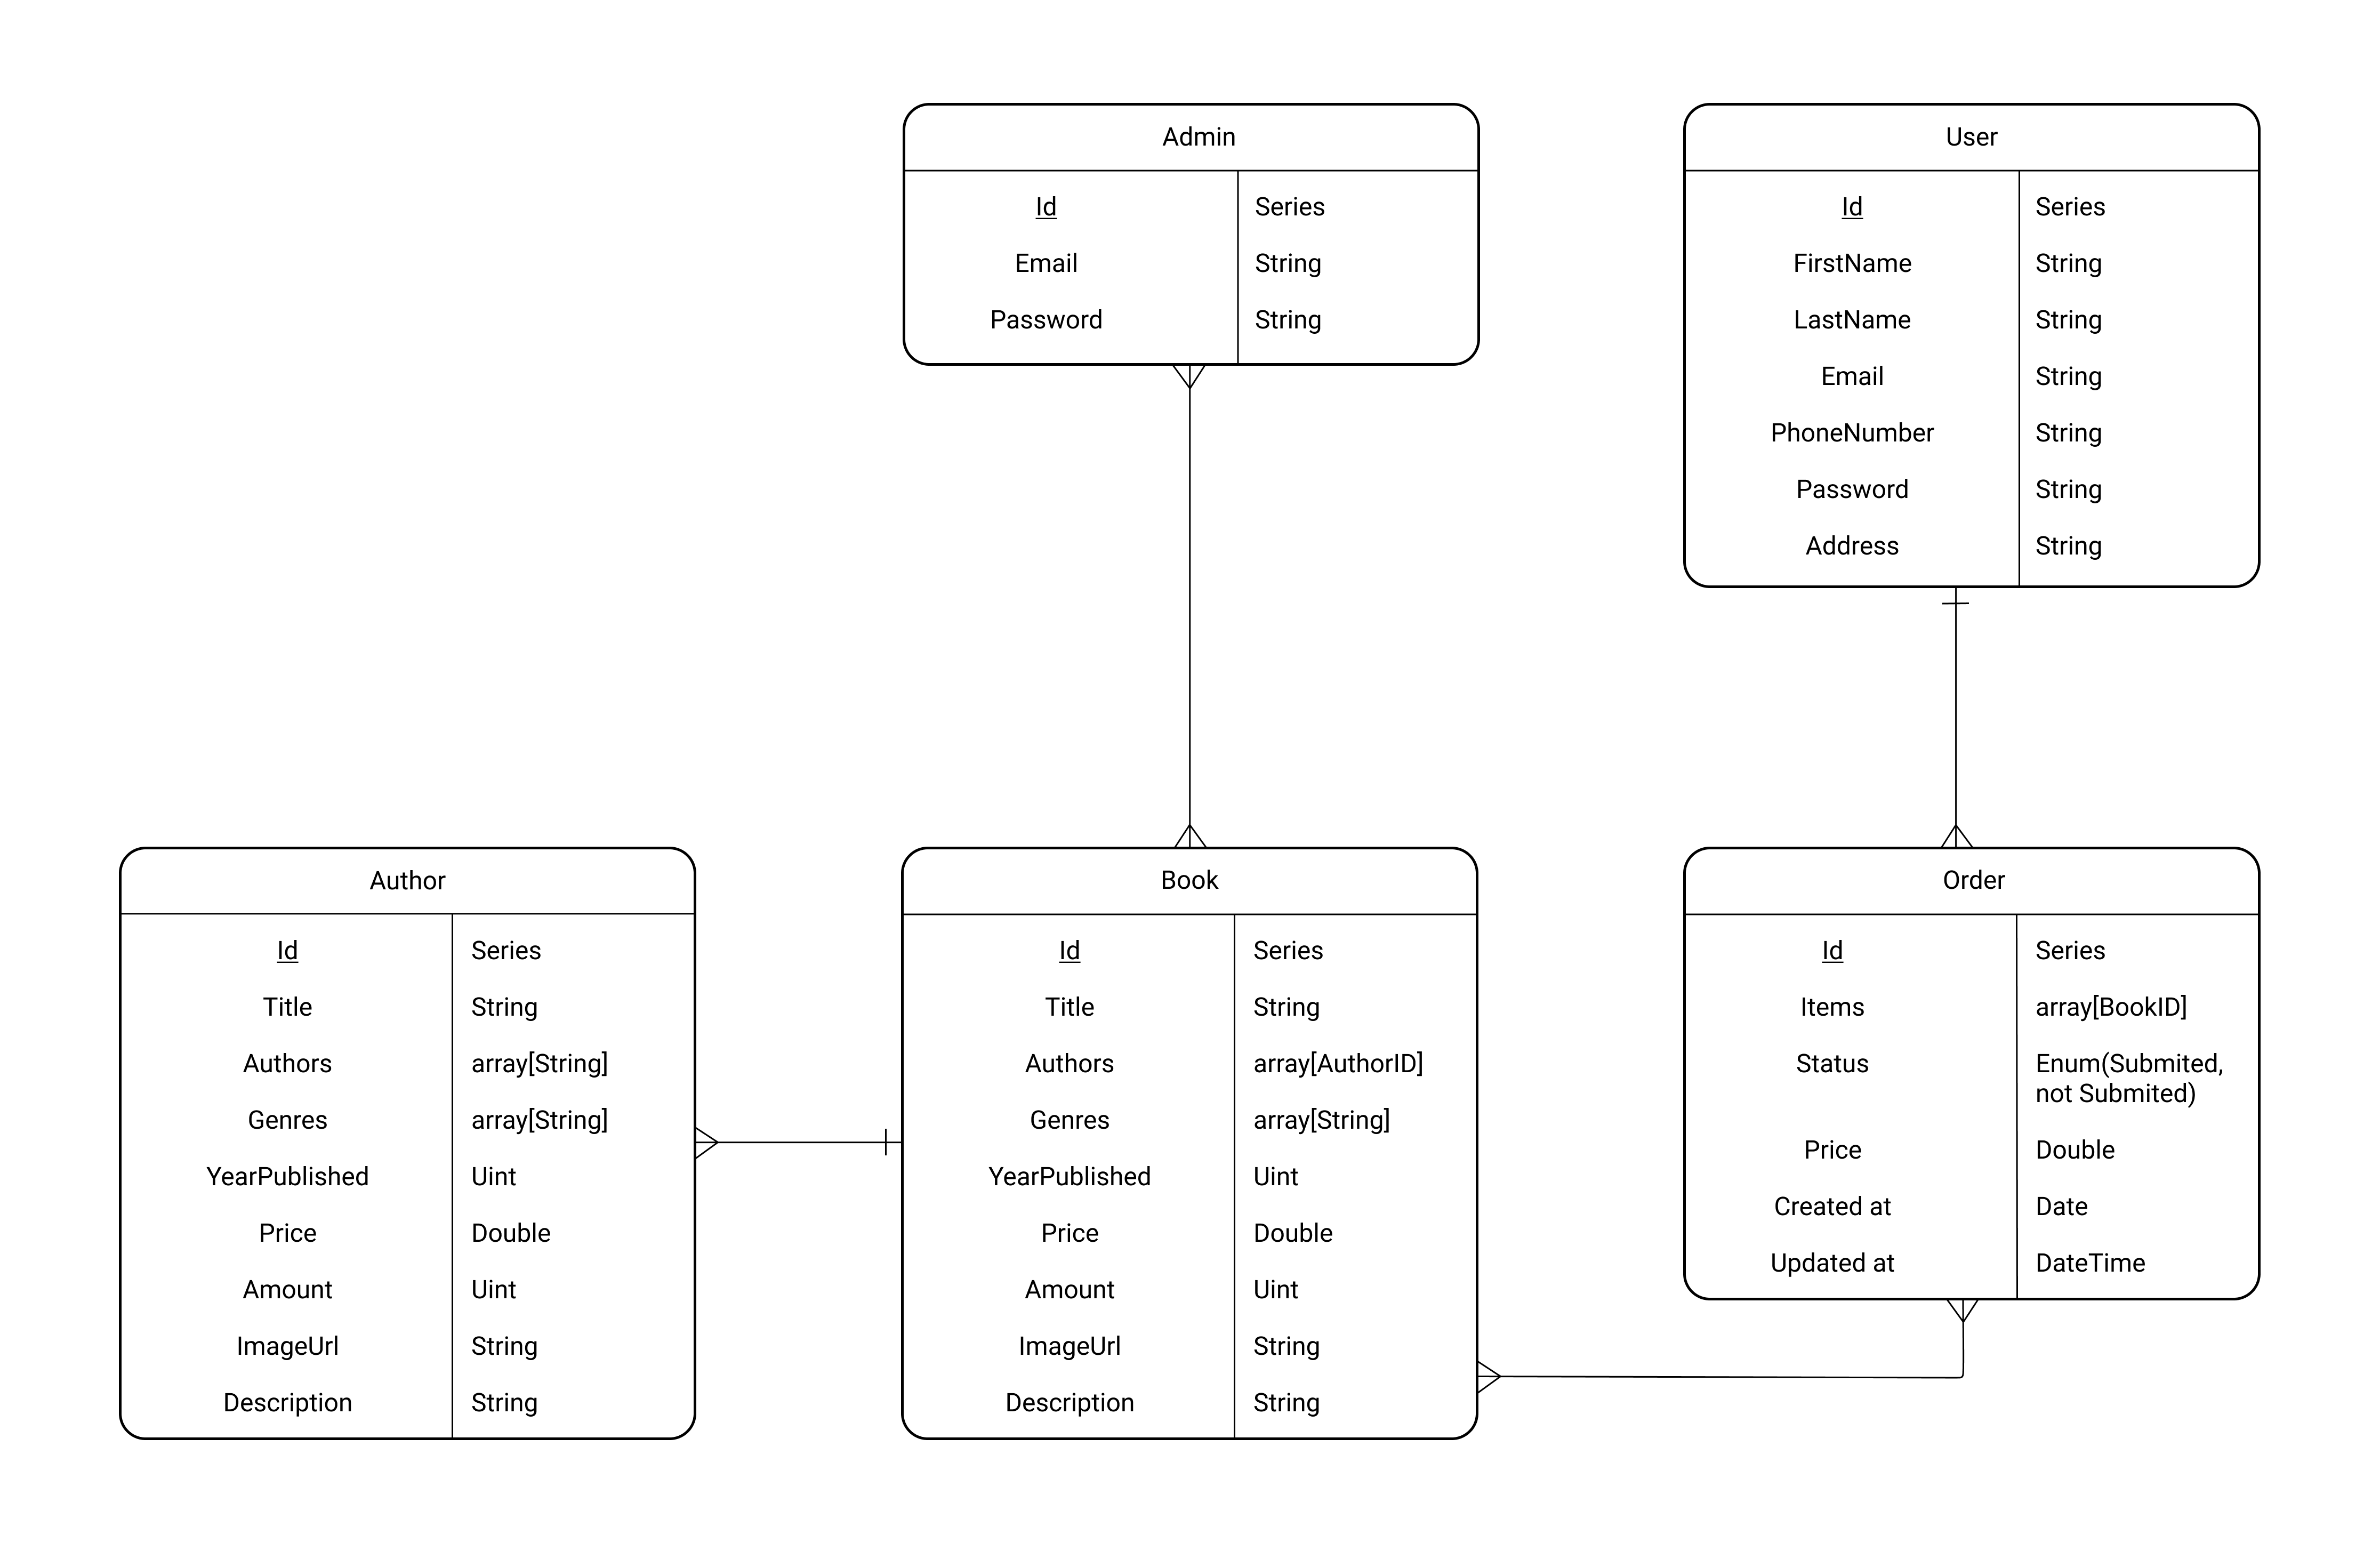 Admin
Id Series
Email String
Password String
User
Id Series
FirstName String
LastName String
Email String
PhoneNumber String
Password String
Address String
Author
Id Series
Title String
Authors array[String]
Genres array[String]
YearPublished Uint
Price Double
Amount Uint
ImageUrl String
Description String
Book
Id Series
Title String
Authors array[AuthorID]
Genres array[String]
YearPublished Uint
Price Double
Amount Uint
ImageUrl String
Description String
Order
Id Series
Items array[BookID]
Status Enum(Submited,
not Submited)
Price Double
Created at Date
Updated at DateTime